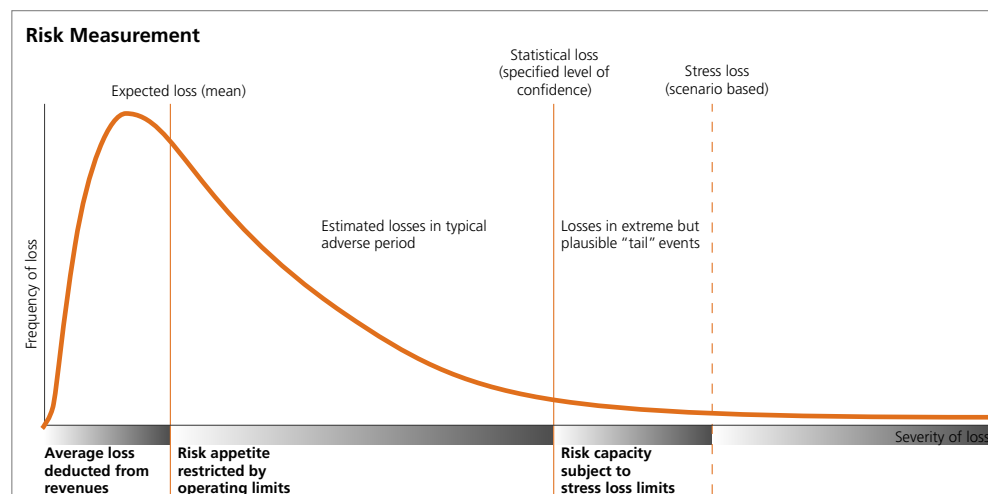 Risk Measurement
Expected loss (mean)
Statistical loss
(specified level of
confidence)
Stress loss
(scenario based)
Frequency of loss
Estimated losses in typical
adverse period
Losses in extreme but
plausible “tail” events
Severity of loss
Average loss
deducted from
revenues
Risk appetite
restricted by
operating limits
Risk capacity
subject to
stress loss limits